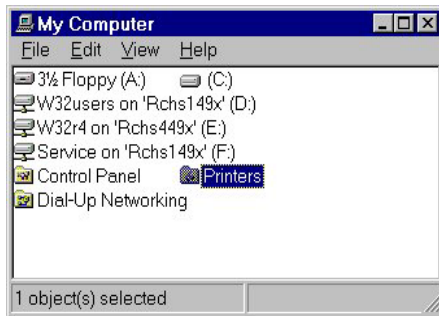 My Computer
File Edit View Help
3½ Floppy (A:) (C:)
W32users on 'Rchs149x' (D:)
W32r4 on 'Rchs449x' (E:)
Service on 'Rchs149x' (F:)
Control Panel Printers
Dial-Up Networking
1 object(s) selected